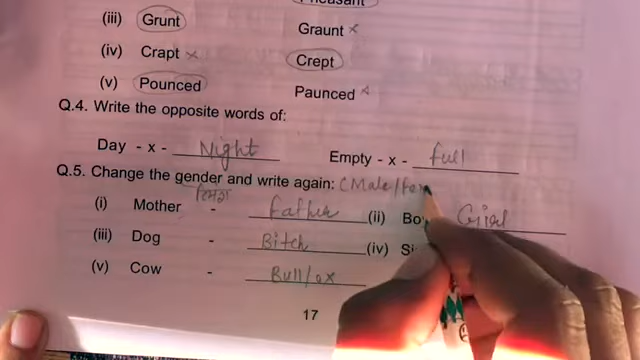 Pheasant
(iii) Grunt Graunt x
(iv) Crapt x Crept
(v) Pounced Paunced x
Q.4. Write the opposite words of:
Day - x - Night Empty - x - full
Q.5. Change the gender and write again: (Male/Fe
(i) Mother - father (ii) Bo Girl
(iii) Dog - Bitch (iv) Si
(v) Cow - Bull/ox
17